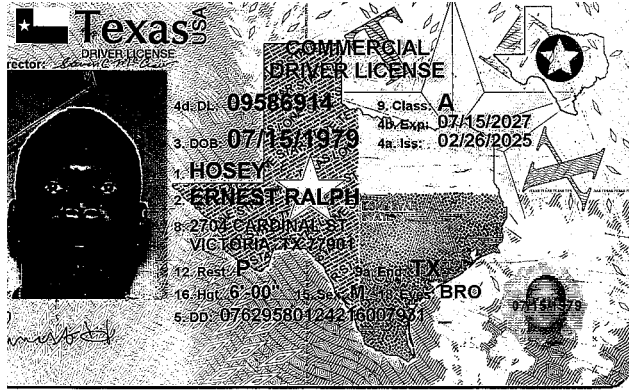 Texas USA
DRIVER LICENSE
COMMERCIAL
DRIVER LICENSE
4d. DL: 09586914 9. Class: A
4b. Exp: 07/15/2027
3. DOB: 07/15/1979 4a. Iss: 02/26/2025
1. HOSEY
2. ERNEST RALPH
8. 2704 CARDINAL ST
VICTORIA, TX 77901
12. Rest: P 9a. End: TX
16. Hgt: 6'-00" 15. Sex: M 18. Eyes: BRO
5. DD: